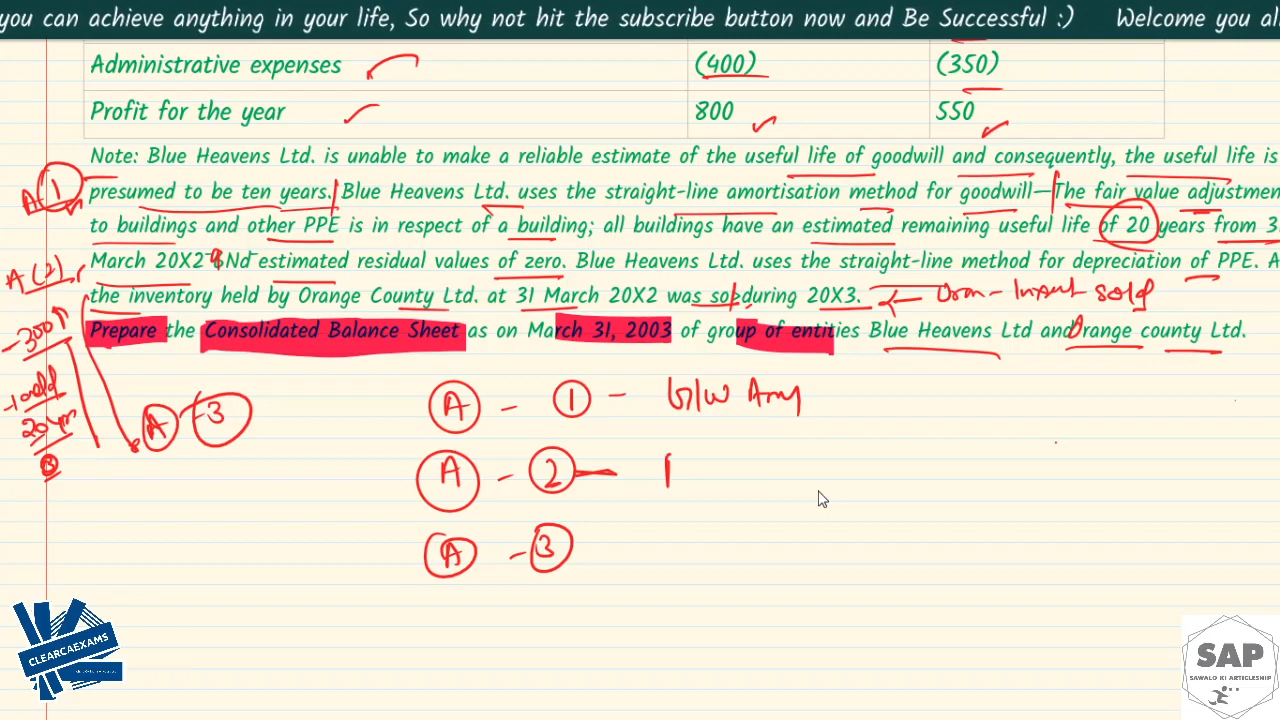 you can achieve anything in your life, So why not hit the subscribe button now and Be Successful :) Welcome you al
Administrative expenses (400) (350)
Profit for the year 800 550
Note: Blue Heavens Ltd. is unable to make a reliable estimate of the useful life of goodwill and consequently, the useful life is
A-1 presumed to be ten years. Blue Heavens Ltd. uses the straight-line amortisation method for goodwill—The fair value adjustmen
to buildings and other PPE is in respect of a building; all buildings have an estimated remaining useful life of 20 years from 3
A(2) March 20X2 Nd estimated residual values of zero. Blue Heavens Ltd. uses the straight-line method for depreciation of PPE. A
the inventory held by Orange County Ltd. at 31 March 20X2 was sold during 20X3.
Prepare the Consolidated Balance Sheet as on March 31, 2003 of group of entities Blue Heavens Ltd and Orange county Ltd.
-300
A - 1 - G/W Amy
20 yrs
A -3
A - 2 -
A - 3
CLEARCAEXAMS
SAP
SAWALO KI ARTICLESHIP